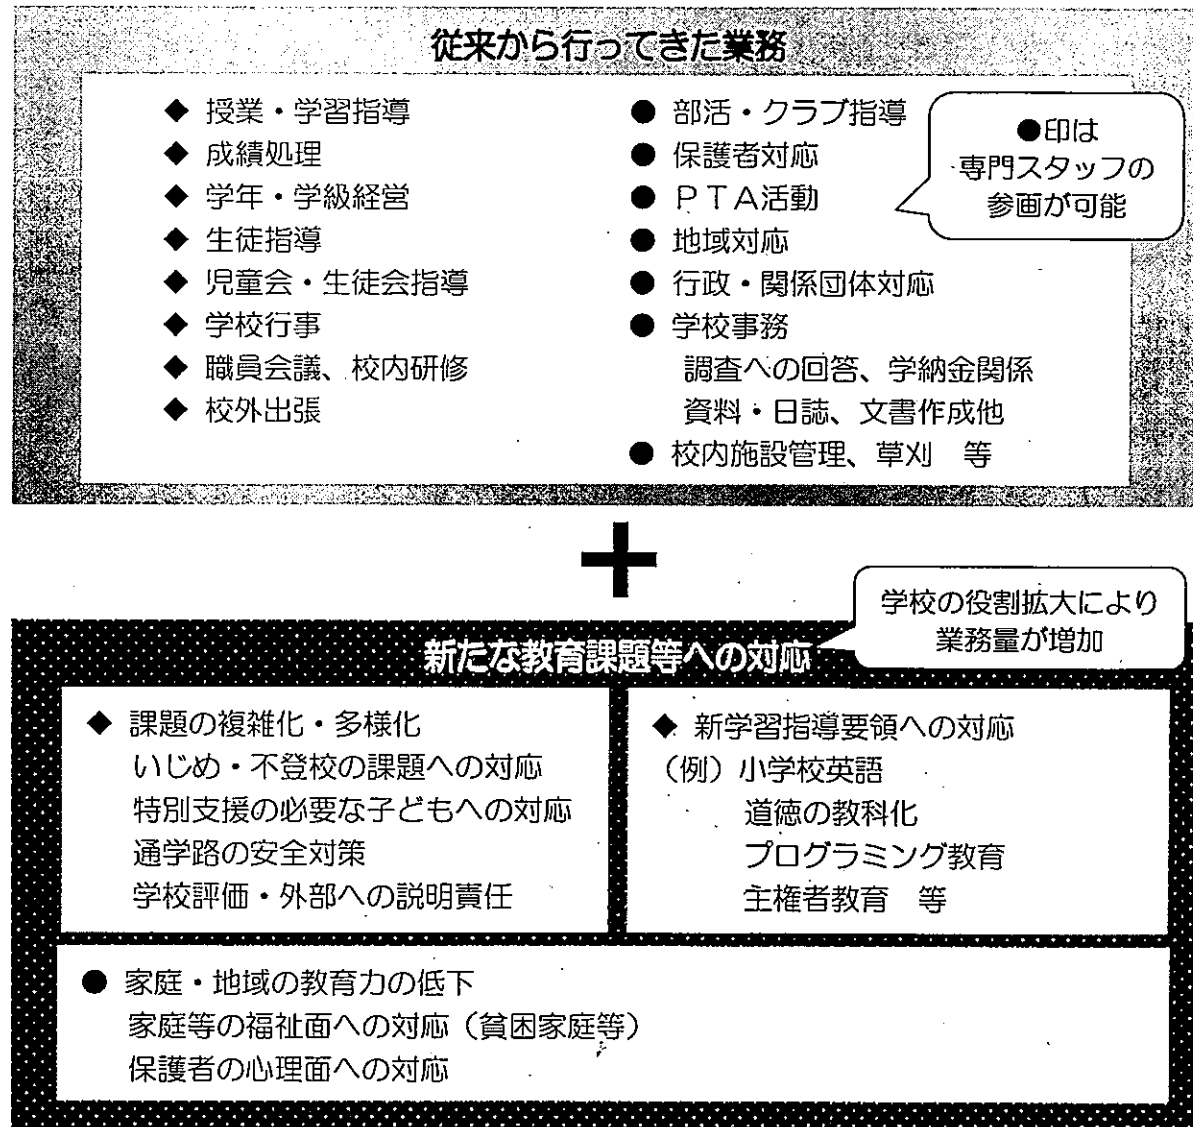 従来から行ってきた業務
◆ 授業・学習指導
◆ 成績処理
◆ 学年・学級経営
◆ 生徒指導
◆ 児童会・生徒会指導
◆ 学校行事
◆ 職員会議、校内研修
◆ 校外出張
● 部活・クラブ指導
● 保護者対応
● ＰＴＡ活動
● 地域対応
● 行政・関係団体対応
● 学校事務
調査への回答、学納金関係
資料・日誌、文書作成他
● 校内施設管理、草刈　等
●印は
専門スタッフの
参画が可能
＋
学校の役割拡大により
業務量が増加
新たな教育課題等への対応
◆ 課題の複雑化・多様化
いじめ・不登校の課題への対応
特別支援の必要な子どもへの対応
通学路の安全対策
学校評価・外部への説明責任
◆ 新学習指導要領への対応
（例）小学校英語
道徳の教科化
プログラミング教育
主権者教育　等
● 家庭・地域の教育力の低下
家庭等の福祉面への対応（貧困家庭等）
保護者の心理面への対応